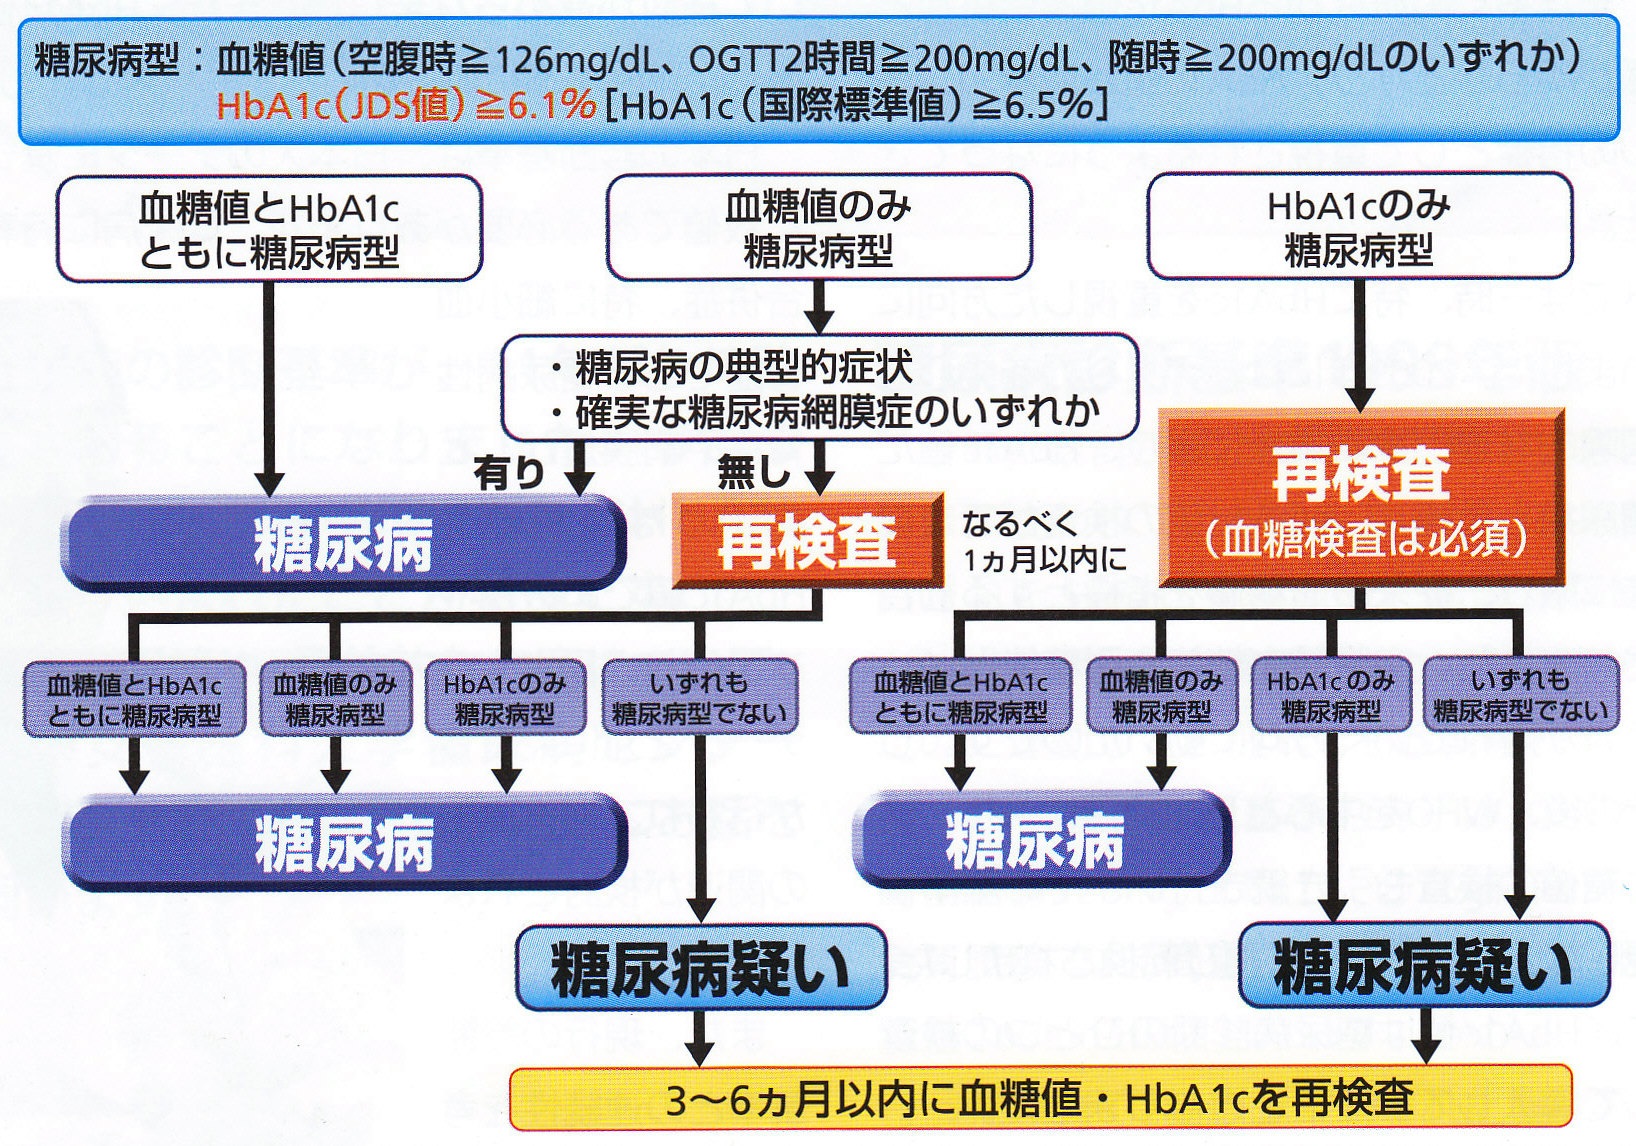 糖尿病型：血糖値（空腹時≧126mg/dL、OGTT2時間≧200mg/dL、随時≧200mg/dLのいずれか）
HbA1c（JDS値）≧6.1％［HbA1c（国際標準値）≧6.5％］
血糖値とHbA1c
ともに糖尿病型
血糖値のみ
糖尿病型
HbA1cのみ
糖尿病型
・糖尿病の典型的症状
・確実な糖尿病網膜症のいずれか
有り
無し
糖尿病
再検査
なるべく
1ヵ月以内に
再検査
（血糖検査は必須）
血糖値とHbA1c
ともに糖尿病型
血糖値のみ
糖尿病型
HbA1cのみ
糖尿病型
いずれも
糖尿病型でない
血糖値とHbA1c
ともに糖尿病型
血糖値のみ
糖尿病型
HbA1cのみ
糖尿病型
いずれも
糖尿病型でない
糖尿病
糖尿病
糖尿病疑い
糖尿病疑い
3〜6ヵ月以内に血糖値・HbA1cを再検査